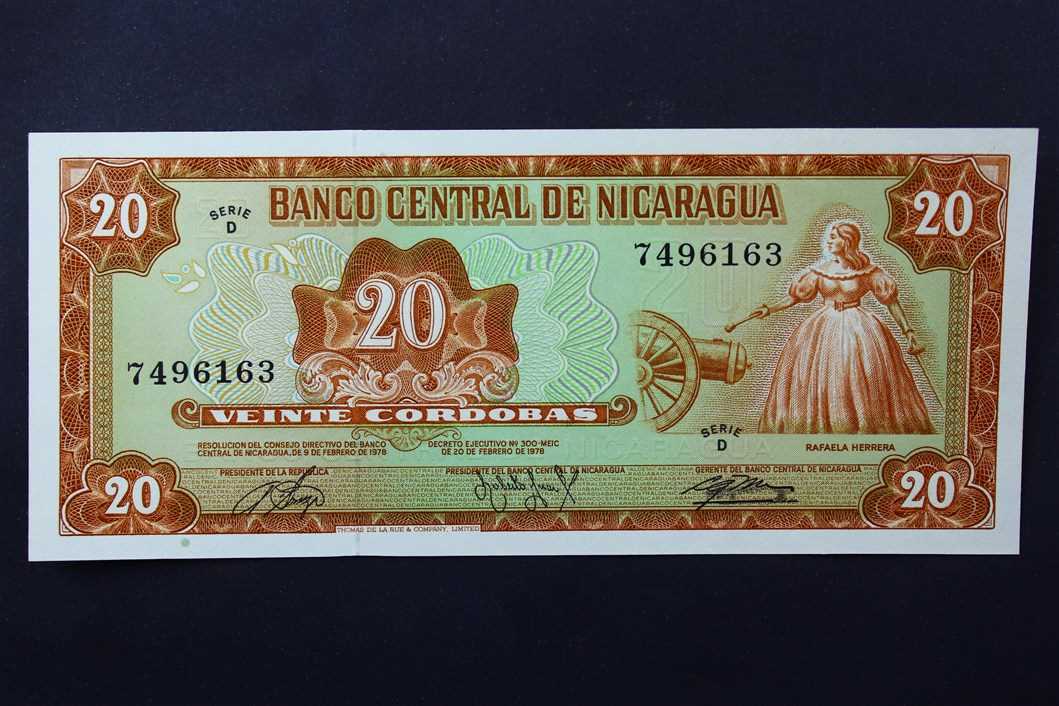 20
SERIE
D
BANCO CENTRAL DE NICARAGUA
20
7496163
20
7496163
VEINTE CORDOBAS
SERIE
D
RAFAELA HERRERA
RESOLUCION DEL CONSEJO DIRECTIVO DEL BANCO
CENTRAL DE NICARAGUA, DE 9 DE FEBRERO DE 1978
DECRETO EJECUTIVO Nº 300-MEIC
DE 20 DE FEBRERO DE 1978
PRESIDENTE DE LA REPUBLICA
PRESIDENTE DEL BANCO CENTRAL DE NICARAGUA
GERENTE DEL BANCO CENTRAL DE NICARAGUA
20
20
THOMAS DE LA RUE & COMPANY, LIMITED